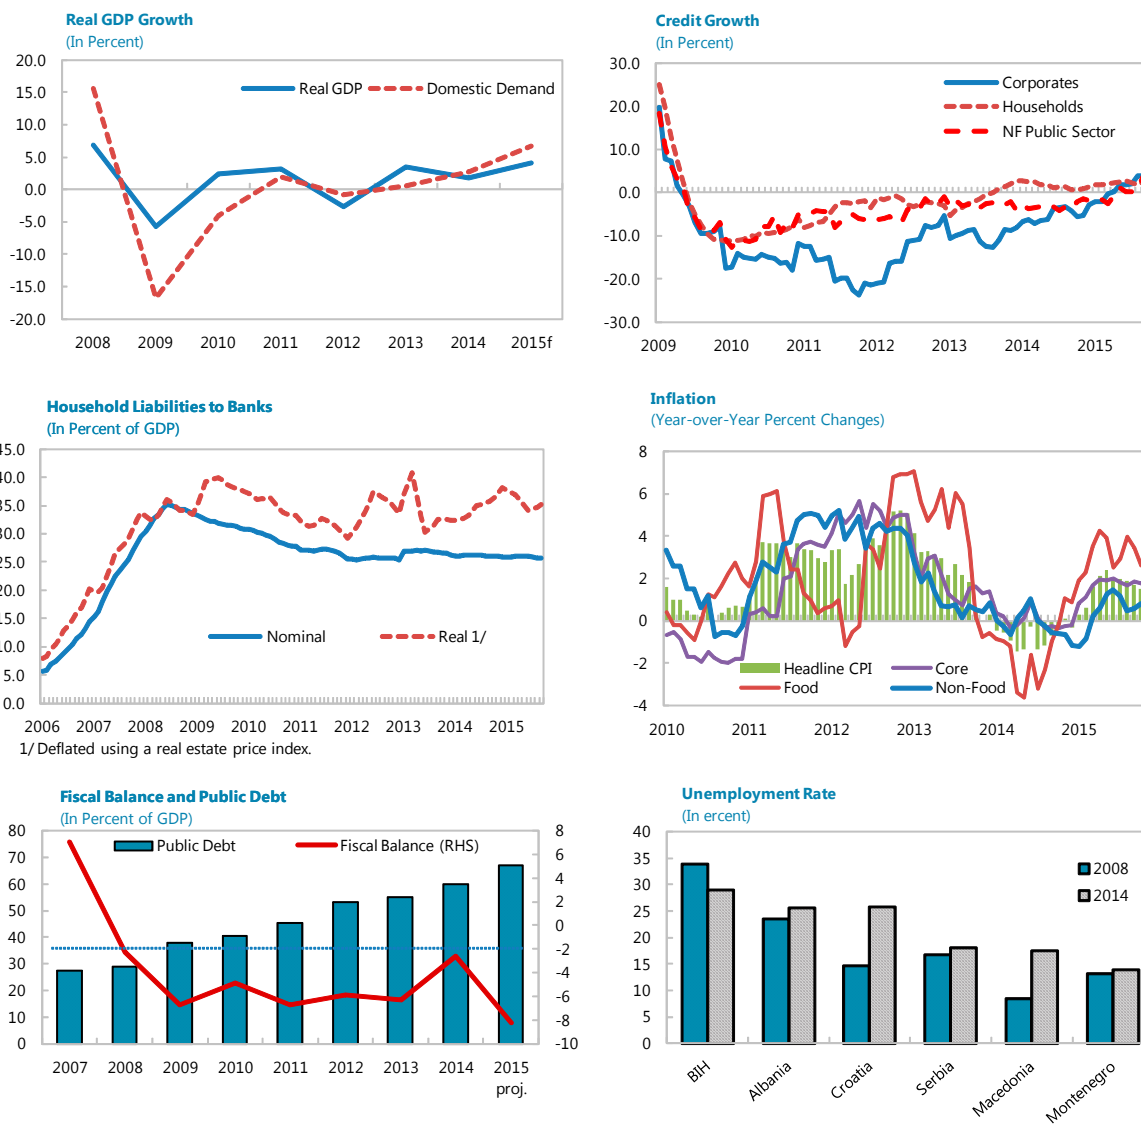 Real GDP Growth
(In Percent)
20.0
15.0
10.0
5.0
0.0
-5.0
-10.0
-15.0
-20.0
Real GDP
Domestic Demand
2008 2009 2010 2011 2012 2013 2014 2015f
Credit Growth
(In Percent)
30.0
20.0
10.0
0.0
-10.0
-20.0
-30.0
Corporates
Households
NF Public Sector
2009 2010 2011 2012 2013 2014 2015
Household Liabilities to Banks
(In Percent of GDP)
45.0
40.0
35.0
30.0
25.0
20.0
15.0
10.0
5.0
0.0
Nominal
Real 1/
2006 2007 2008 2009 2010 2011 2012 2013 2014 2015
1/ Deflated using a real estate price index.
Inflation
(Year-over-Year Percent Changes)
8
6
4
2
0
-2
-4
Headline CPI
Core
Food
Non-Food
2010 2011 2012 2013 2014 2015
Fiscal Balance and Public Debt
(In Percent of GDP)
80
70
60
50
40
30
20
10
0
Public Debt
Fiscal Balance (RHS)
8
6
4
2
0
-2
-4
-6
-8
-10
2007 2008 2009 2010 2011 2012 2013 2014 2015
proj.
Unemployment Rate
(In ercent)
40
35
30
25
20
15
10
5
0
2008
2014
BIH
Albania
Croatia
Serbia
Macedonia
Montenegro